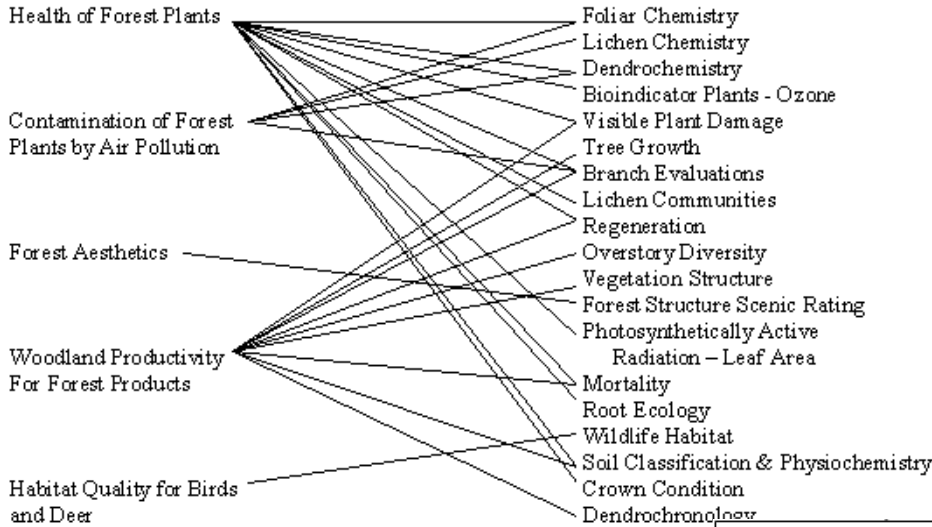 Health of Forest Plants
Contamination of Forest
Plants by Air Pollution
Forest Aesthetics
Woodland Productivity
For Forest Products
Habitat Quality for Birds
and Deer
Foliar Chemistry
Lichen Chemistry
Dendrochemistry
Bioindicator Plants - Ozone
Visible Plant Damage
Tree Growth
Branch Evaluations
Lichen Communities
Regeneration
Overstory Diversity
Vegetation Structure
Forest Structure Scenic Rating
Photosynthetically Active
Radiation – Leaf Area
Mortality
Root Ecology
Wildlife Habitat
Soil Classification & Physiochemistry
Crown Condition
Dendrochronology